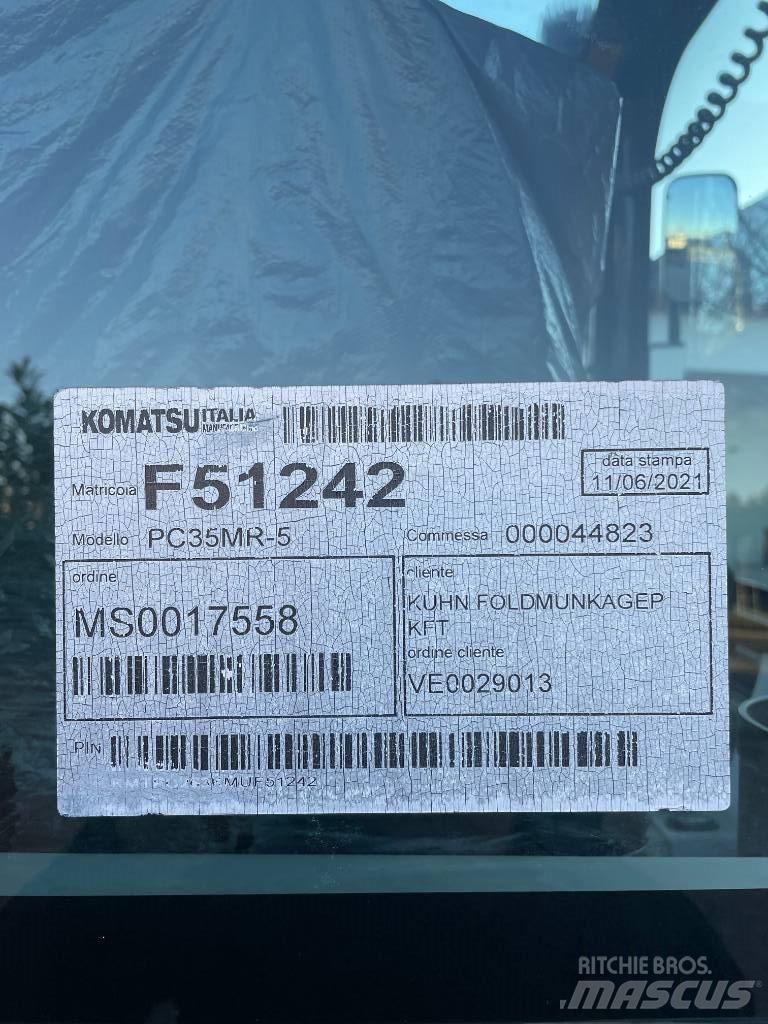 KOMATSU ITALIA
Matricola F51242
data stampa
11/06/2021
Modello PC35MR-5
Commessa 000044823
ordine
MS0017558
cliente
KUHN FOLDMUNKAGEP
KFT
ordine cliente
VE0029013
PIN
MUF51242
RITCHIE BROS.
MASCUS